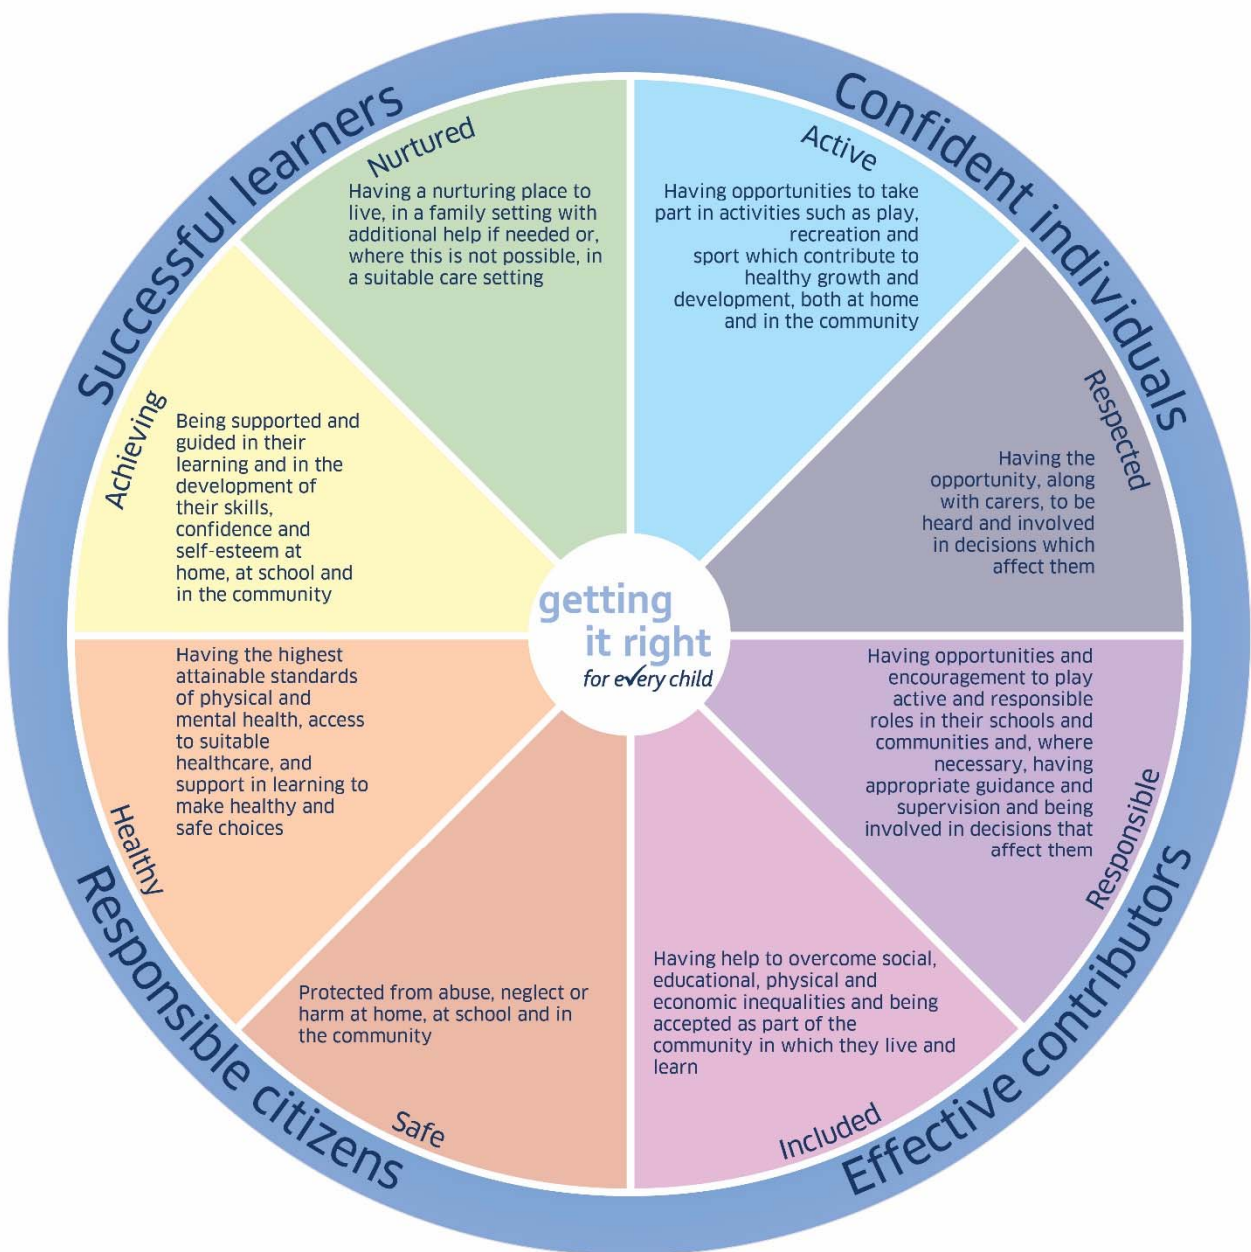 Successful learners
Confident individuals
Nurtured
Having a nurturing place to
live, in a family setting with
additional help if needed or,
where this is not possible, in
a suitable care setting
Active
Having opportunities to take
part in activities such as play,
recreation and
sport which contribute to
healthy growth and
development, both at home
and in the community
Achieving
Being supported and
guided in their
learning and in the
development of
their skills,
confidence and
self-esteem at
home, at school and
in the community
Respected
Having the
opportunity, along
with carers, to be
heard and involved
in decisions which
affect them
getting
it right
for every child
Healthy
Having the highest
attainable standards
of physical and
mental health, access
to suitable
healthcare, and
support in learning to
make healthy and
safe choices
Responsible
Having opportunities and
encouragement to play
active and responsible
roles in their schools and
communities and, where
necessary, having
appropriate guidance and
supervision and being
involved in decisions that
affect them
Safe
Protected from abuse, neglect or
harm at home, at school and in
the community
Included
Having help to overcome social,
educational, physical and
economic inequalities and being
accepted as part of the
community in which they live and
learn
Responsible citizens
Effective contributors